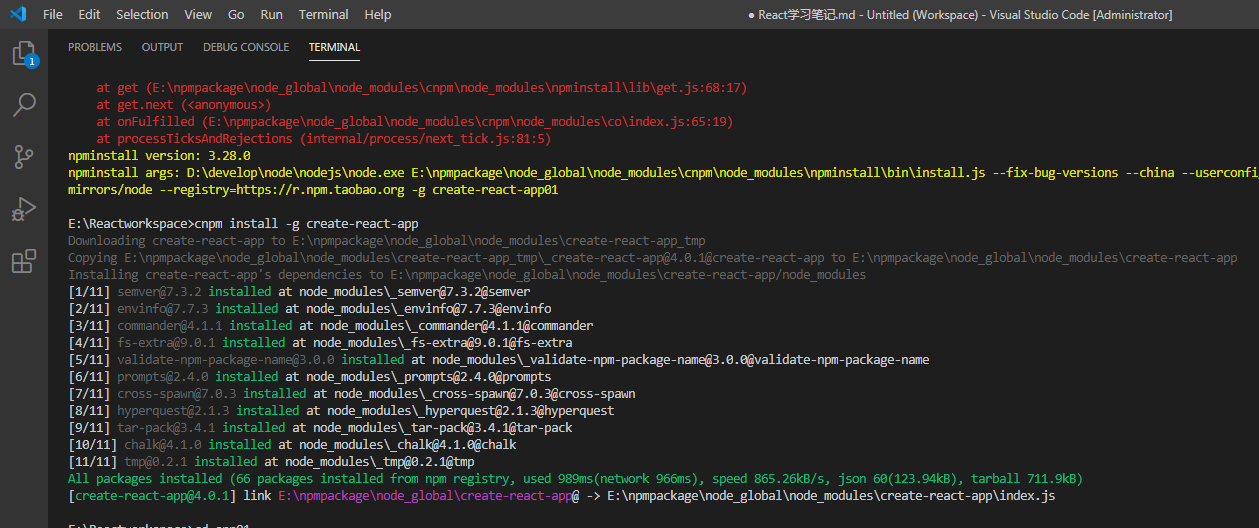 File Edit Selection View Go Run Terminal Help
● React学习笔记.md - Untitled (Workspace) - Visual Studio Code [Administrator]
1
PROBLEMS OUTPUT DEBUG CONSOLE TERMINAL
at get (E:\npmpackage\node_global\node_modules\cnpm\node_modules\npminstall\lib\get.js:68:17)
at get.next (<anonymous>)
at onFulfilled (E:\npmpackage\node_global\node_modules\cnpm\node_modules\co\index.js:65:19)
at processTicksAndRejections (internal/process/next_tick.js:81:5)
npminstall version: 3.28.0
npminstall args: D:\develop\node\nodejs\node.exe E:\npmpackage\node_global\node_modules\cnpm\node_modules\npminstall\bin\install.js --fix-bug-versions --china --userconfi
mirrors/node --registry=https://r.npm.taobao.org -g create-react-app01
E:\Reactworkspace>cnpm install -g create-react-app
Downloading create-react-app to E:\npmpackage\node_global\node_modules\create-react-app_tmp
Copying E:\npmpackage\node_global\node_modules\create-react-app_tmp\_create-react-app@4.0.1@create-react-app to E:\npmpackage\node_global\node_modules\create-react-app
Installing create-react-app's dependencies to E:\npmpackage\node_global\node_modules\create-react-app/node_modules
[1/11] semver@7.3.2 installed at node_modules\_semver@7.3.2@semver
[2/11] envinfo@7.7.3 installed at node_modules\_envinfo@7.7.3@envinfo
[3/11] commander@4.1.1 installed at node_modules\_commander@4.1.1@commander
[4/11] fs-extra@9.0.1 installed at node_modules\_fs-extra@9.0.1@fs-extra
[5/11] validate-npm-package-name@3.0.0 installed at node_modules\_validate-npm-package-name@3.0.0@validate-npm-package-name
[6/11] prompts@2.4.0 installed at node_modules\_prompts@2.4.0@prompts
[7/11] cross-spawn@7.0.3 installed at node_modules\_cross-spawn@7.0.3@cross-spawn
[8/11] hyperquest@2.1.3 installed at node_modules\_hyperquest@2.1.3@hyperquest
[9/11] tar-pack@3.4.1 installed at node_modules\_tar-pack@3.4.1@tar-pack
[10/11] chalk@4.1.0 installed at node_modules\_chalk@4.1.0@chalk
[11/11] tmp@0.2.1 installed at node_modules\_tmp@0.2.1@tmp
All packages installed (66 packages installed from npm registry, used 989ms(network 966ms), speed 865.26kB/s, json 60(123.94kB), tarball 711.9kB)
[create-react-app@4.0.1] link E:\npmpackage\node_global\create-react-app@ -> E:\npmpackage\node_global\node_modules\create-react-app\index.js
E:\Reactworkspace>cd app01